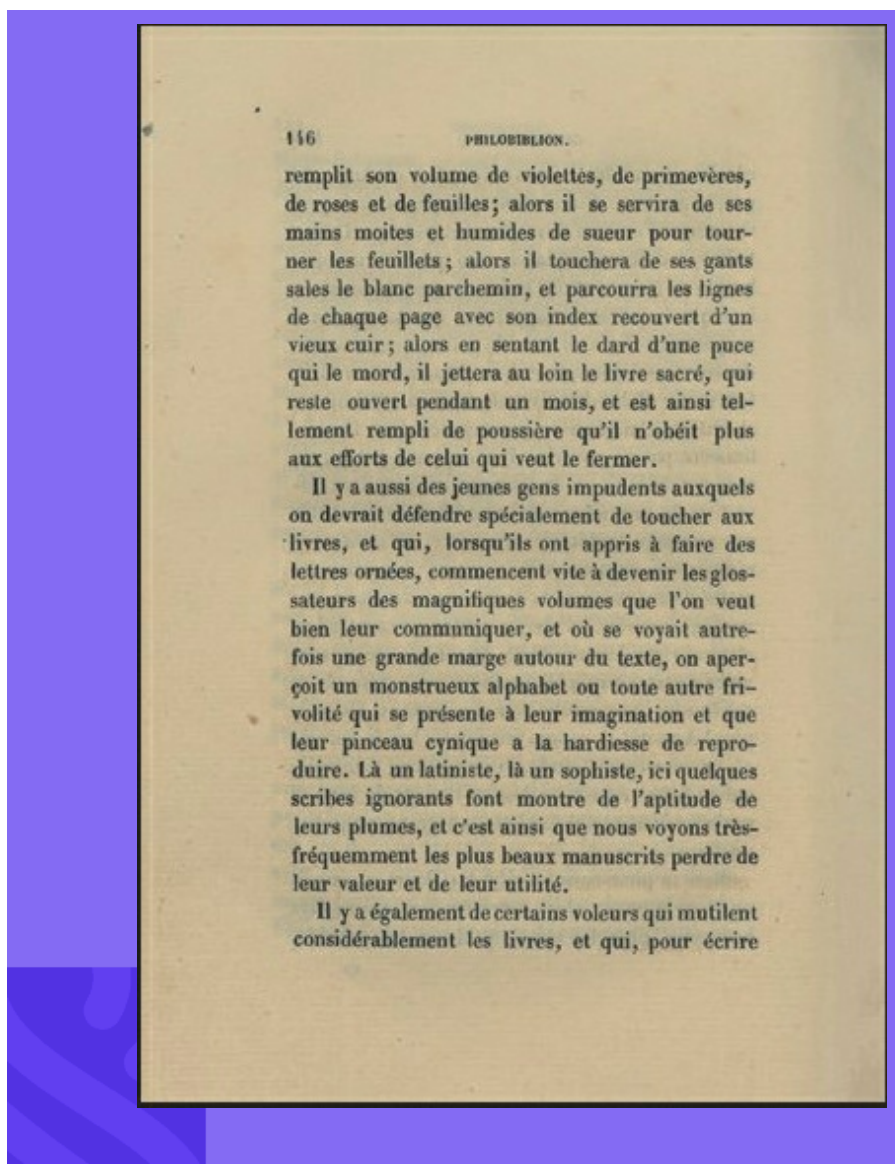 146 PHILOBIBLION.
remplit son volume de violettes, de primevères,
de roses et de feuilles; alors il se servira de ses
mains moites et humides de sueur pour tour-
ner les feuillets; alors il touchera de ses gants
sales le blanc parchemin, et parcourra les lignes
de chaque page avec son index recouvert d'un
vieux cuir; alors en sentant le dard d'une puce
qui le mord, il jettera au loin le livre sacré, qui
reste ouvert pendant un mois, et est ainsi tel-
lement rempli de poussière qu'il n'obéit plus
aux efforts de celui qui veut le fermer.
Il y a aussi des jeunes gens impudents auxquels
on devrait défendre spécialement de toucher aux
livres, et qui, lorsqu'ils ont appris à faire des
lettres ornées, commencent vite à devenir les glos-
sateurs des magnifiques volumes que l'on veut
bien leur communiquer, et où se voyait autre-
fois une grande marge autour du texte, on aper-
çoit un monstrueux alphabet ou toute autre fri-
volité qui se présente à leur imagination et que
leur pinceau cynique a la hardiesse de repro-
duire. Là un latiniste, là un sophiste, ici quelques
scribes ignorants font montre de l'aptitude de
leurs plumes, et c'est ainsi que nous voyons très-
fréquemment les plus beaux manuscrits perdre de
leur valeur et de leur utilité.
Il y a également de certains voleurs qui mutilent
considérablement les livres, et qui, pour écrire